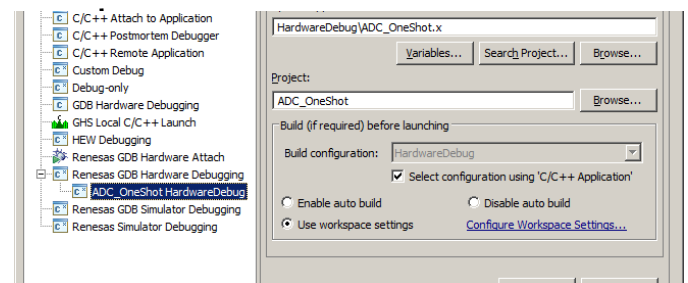 C/C++ Attach to Application
C/C++ Postmortem Debugger
C/C++ Remote Application
Custom Debug
Debug-only
GDB Hardware Debugging
GHS Local C/C++ Launch
HEW Debugging
Renesas GDB Hardware Attach
Renesas GDB Hardware Debugging
ADC_OneShot HardwareDebug
Renesas GDB Simulator Debugging
Renesas Simulator Debugging
HardwareDebug\ADC_OneShot.x
Variables... Search Project... Browse...
Project:
ADC_OneShot Browse...
Build (if required) before launching
Build configuration: HardwareDebug
Select configuration using 'C/C++ Application'
Enable auto build Disable auto build
Use workspace settings Configure Workspace Settings...